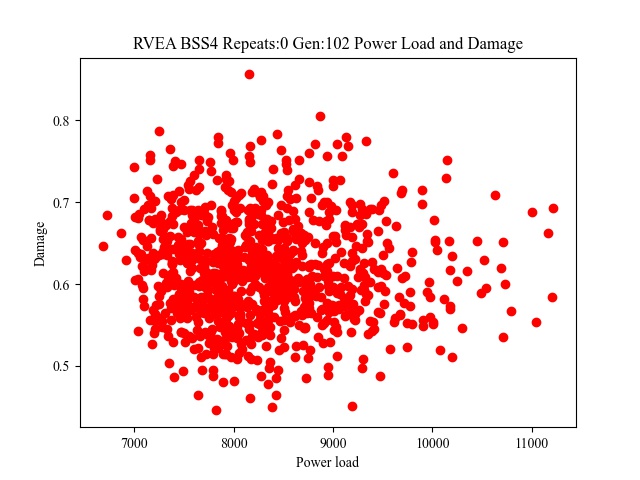 RVEA BSS4 Repeats:0 Gen:102 Power Load and Damage
Damage
0.8
0.7
0.6
0.5
7000 8000 9000 10000 11000
Power load